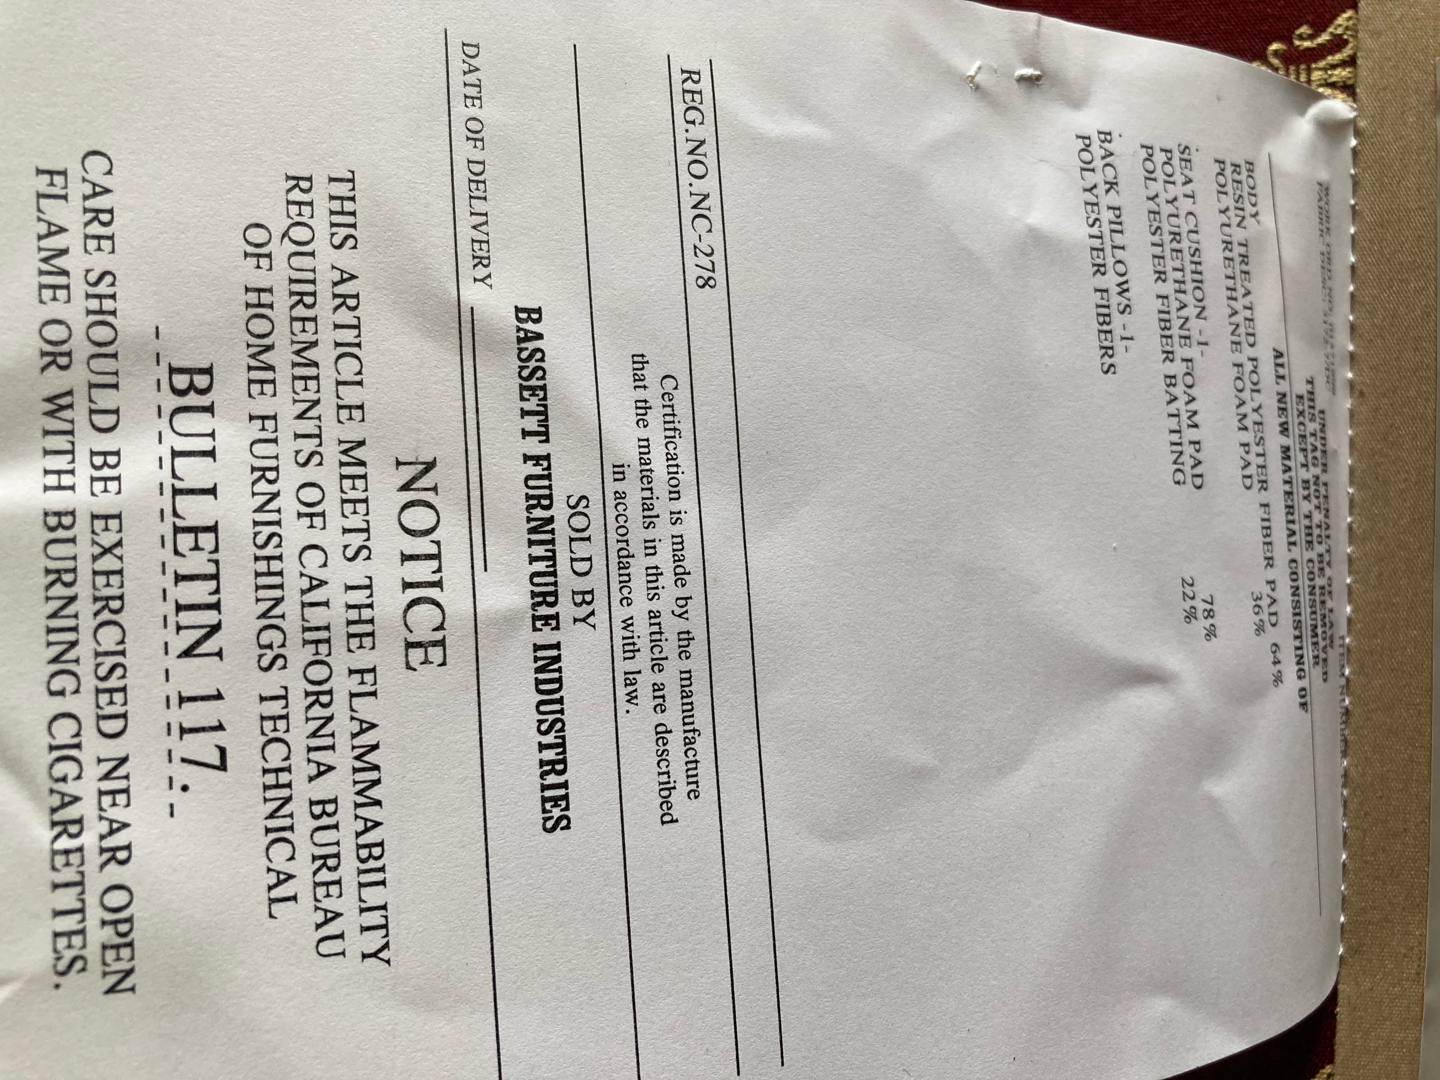 UNDER PENALTY OF LAW
THIS TAG NOT TO BE REMOVED
EXCEPT BY THE CONSUMER
ALL NEW MATERIAL CONSISTING OF
BODY
RESIN TREATED POLYESTER FIBER PAD 64%
POLYURETHANE FOAM PAD 36%
.
SEAT CUSHION -1-
POLYURETHANE FOAM PAD 78%
POLYESTER FIBER BATTING 22%
.
BACK PILLOWS -1-
POLYESTER FIBERS
REG.NO.NC-278
Certification is made by the manufacture
that the materials in this article are described
in accordance with law.
SOLD BY
BASSETT FURNITURE INDUSTRIES
DATE OF DELIVERY
NOTICE
THIS ARTICLE MEETS THE FLAMMABILITY
REQUIREMENTS OF CALIFORNIA BUREAU
OF HOME FURNISHINGS TECHNICAL
BULLETIN 117.
CARE SHOULD BE EXERCISED NEAR OPEN
FLAME OR WITH BURNING CIGARETTES.